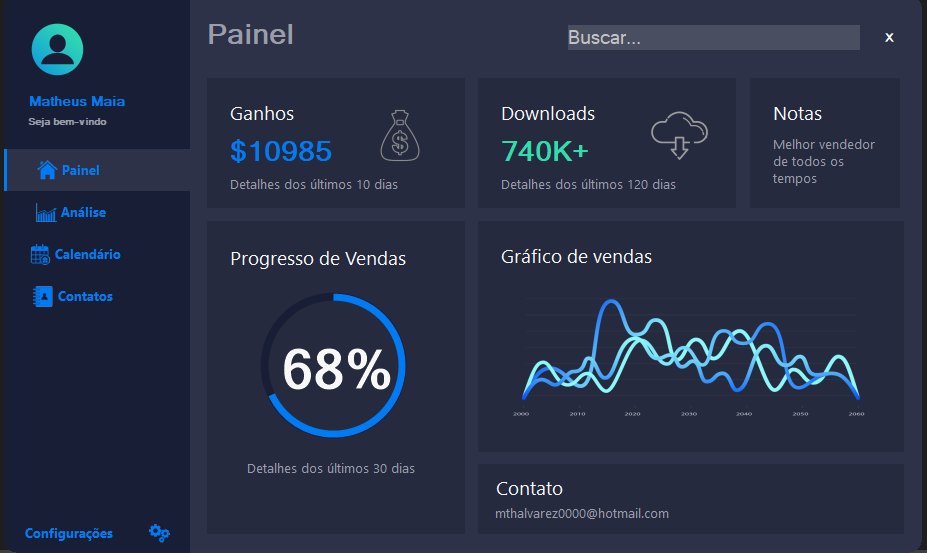 Matheus Maia
Seja bem-vindo
Painel
Análise
Calendário
Contatos
Configurações
Painel
Buscar...
X
Ganhos
$10985
Detalhes dos últimos 10 dias
Downloads
740K+
Detalhes dos últimos 120 dias
Notas
Melhor vendedor
de todos os
tempos
Progresso de Vendas
68%
Detalhes dos últimos 30 dias
Gráfico de vendas
2000 2010 2020 2030 2040 2050 2060
Contato
mthalvarez0000@hotmail.com